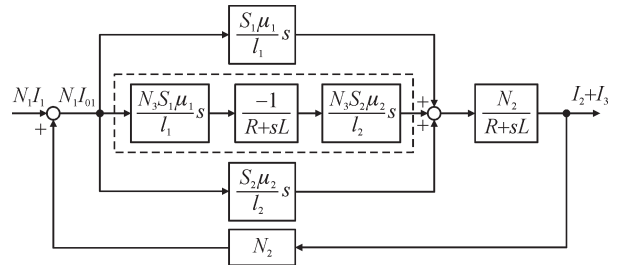 S₁μ₁
l₁ s
N₁I₁ N₁I₀₁
+
N₃S₁μ₁
l₁ s
−1
R+sL
N₃S₂μ₂
l₂ s
+
+
N₂
R+sL
I₂+I₃
S₂μ₂
l₂ s
N₂